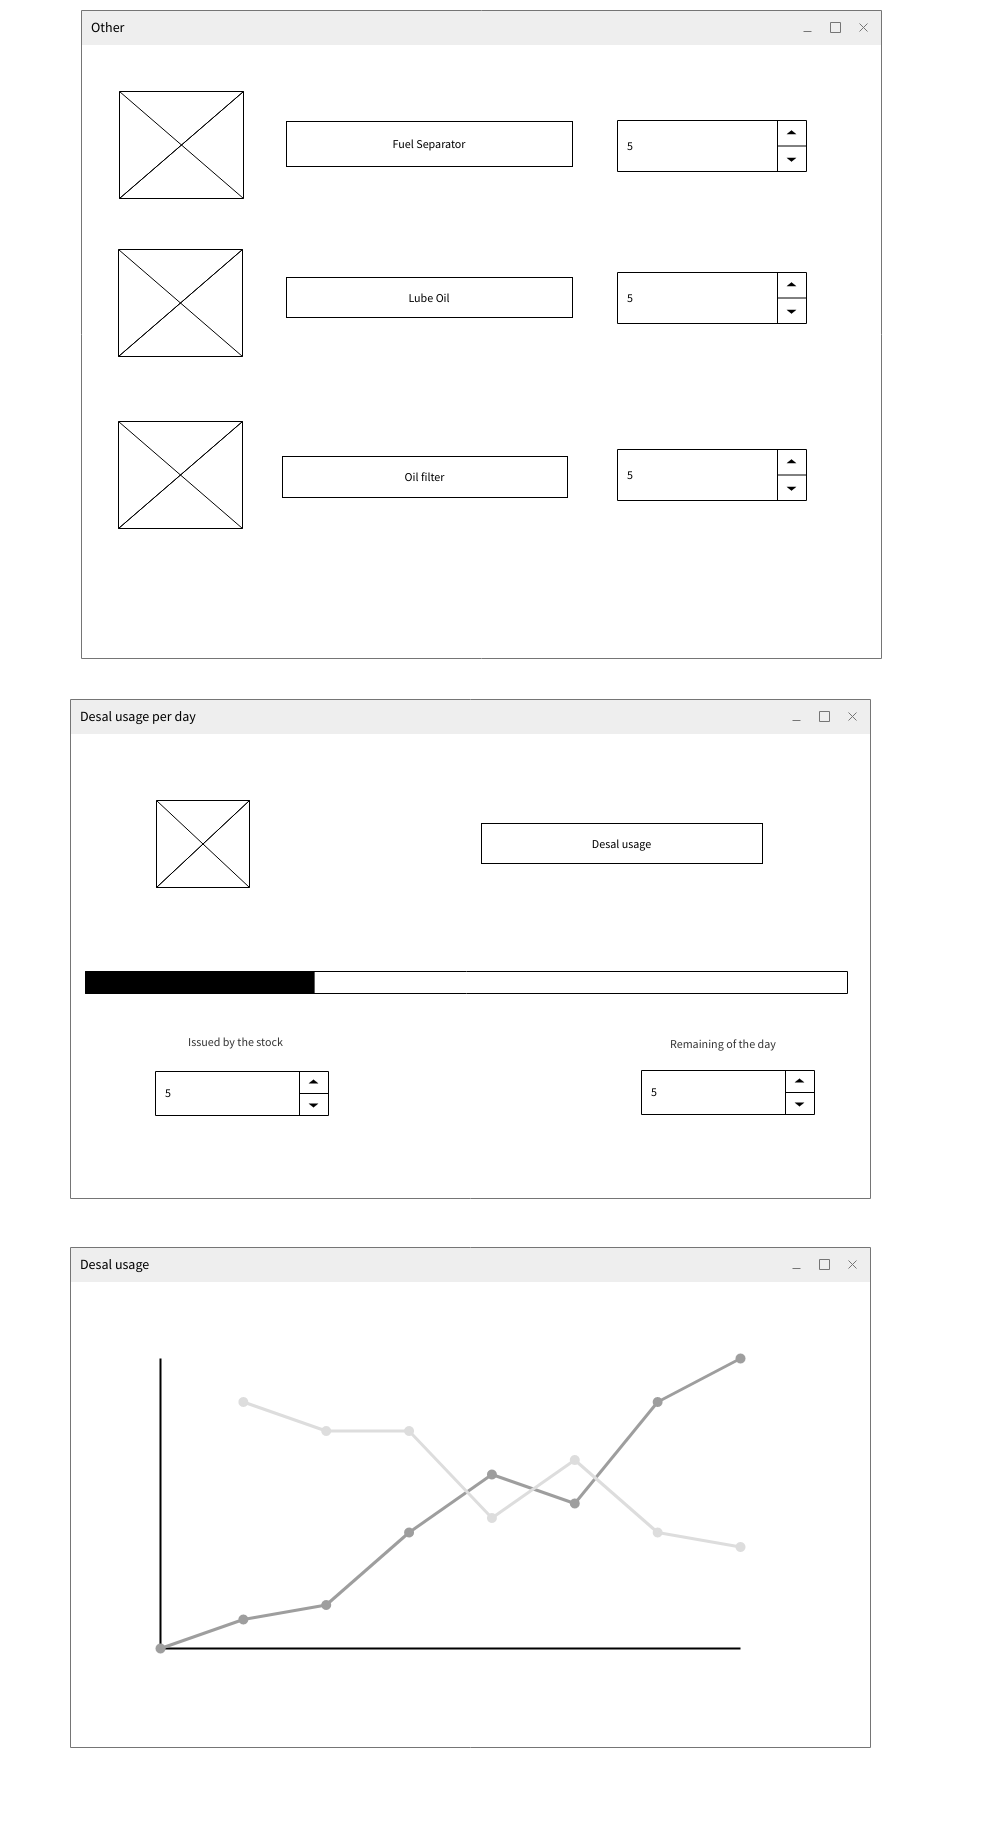 Other
Fuel Separator
5
Lube Oil
5
Oil filter
5
Desal usage per day
Desal usage
Issued by the stock
Remaining of the day
5
5
Desal usage